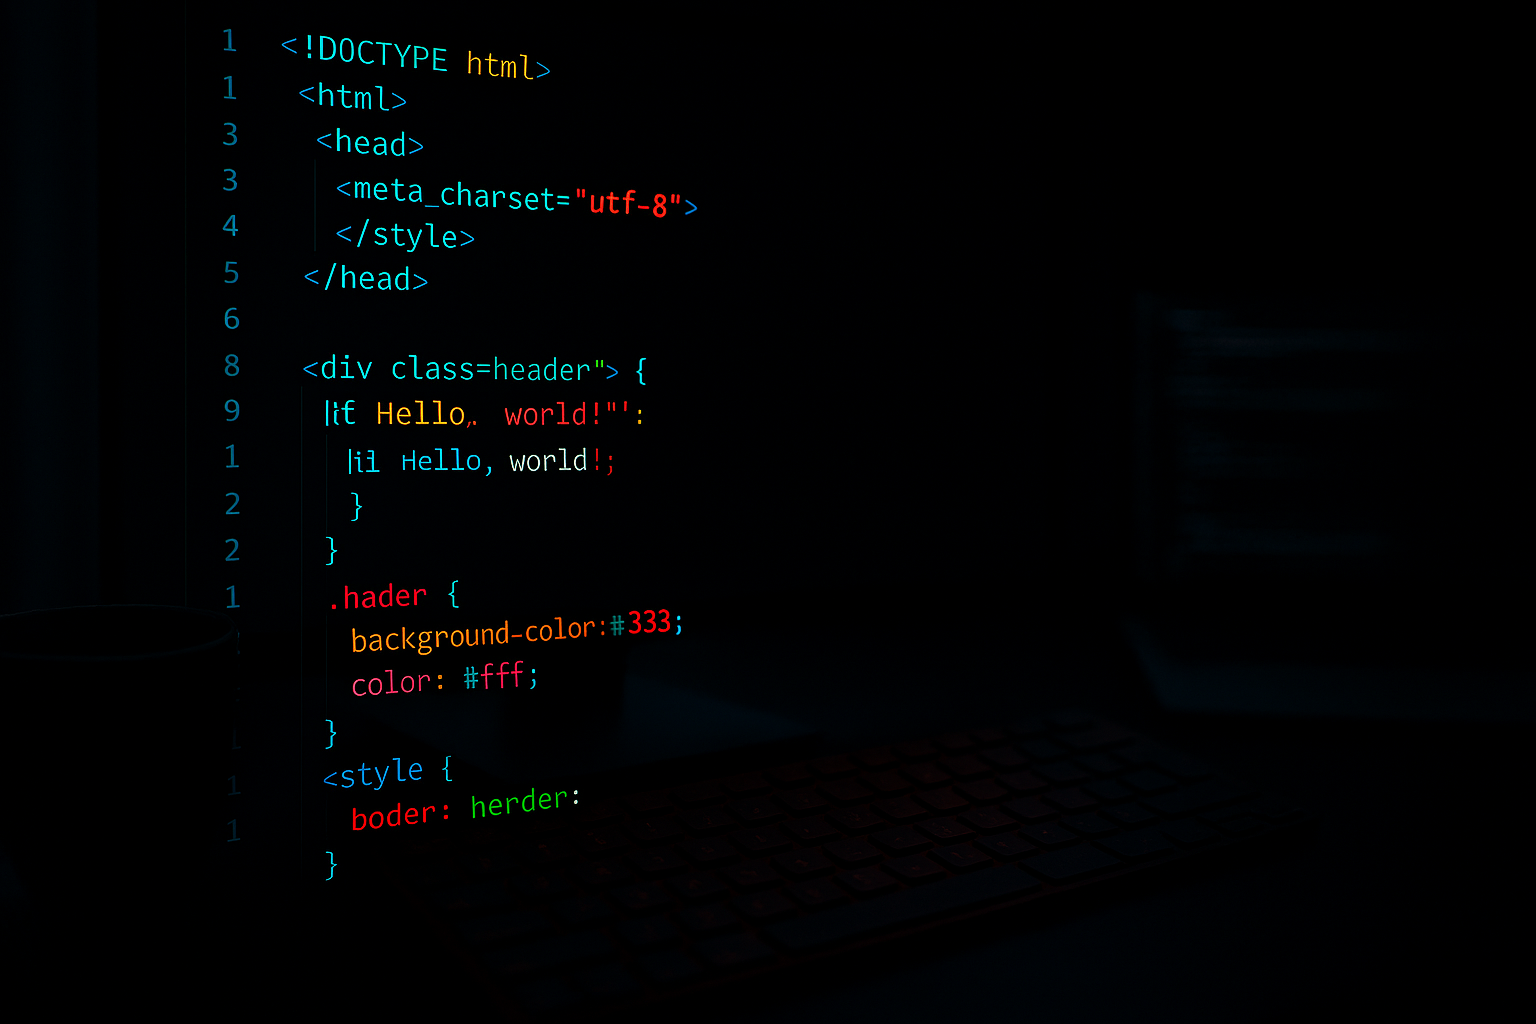 1 <!DOCTYPE html>
1 <html>
3 <head>
3 <meta_charset="utf-8">
4 </style>
5 </head>
6
8 <div class=header"> {
9 Hello,. world!"':
1 Hello, world!;
2 }
2 }
1 .hader {
background-color:#333;
color: #fff;
}
1 <style {
1 boder: herder:
}